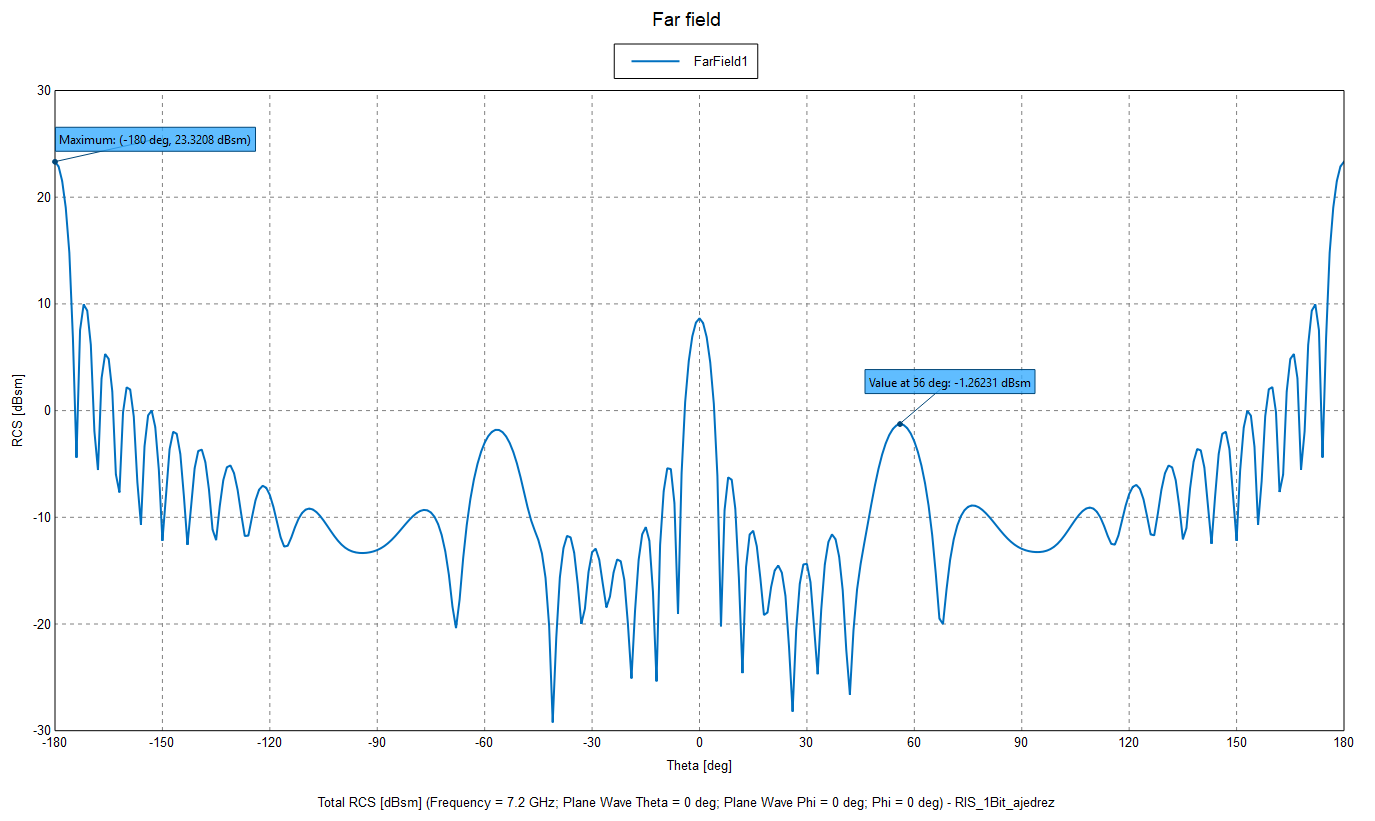 Far field
FarField1
30
Maximum: (-180 deg, 23.3208 dBsm)
20
10
Value at 56 deg: -1.26231 dBsm
0
RCS [dBsm]
-10
-20
-30
-180 -150 -120 -90 -60 -30 0 30 60 90 120 150 180
Theta [deg]
Total RCS [dBsm] (Frequency = 7.2 GHz; Plane Wave Theta = 0 deg; Plane Wave Phi = 0 deg; Phi = 0 deg) - RIS_1Bit_ajedrez